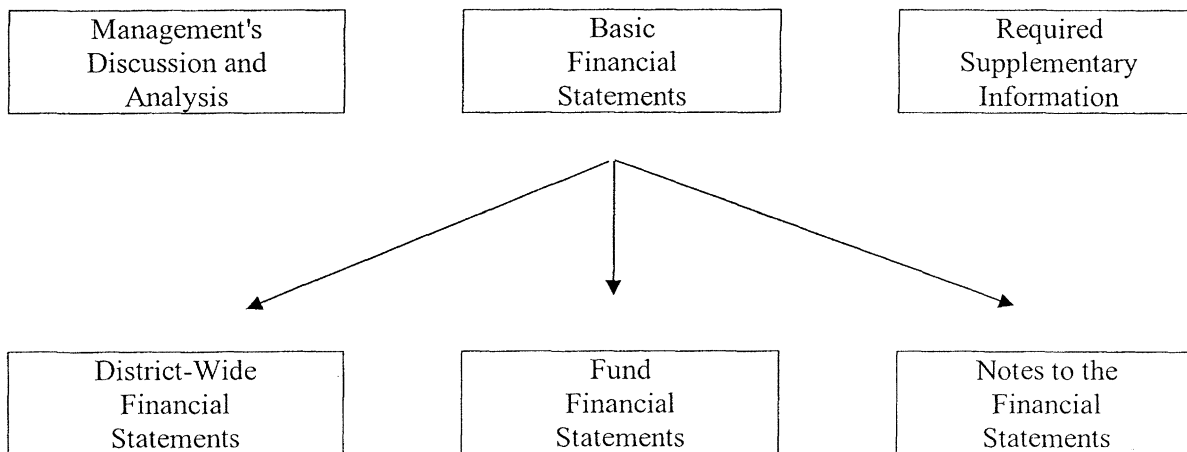 Management's
Discussion and
Analysis
Basic
Financial
Statements
Required
Supplementary
Information
District-Wide
Financial
Statements
Fund
Financial
Statements
Notes to the
Financial
Statements